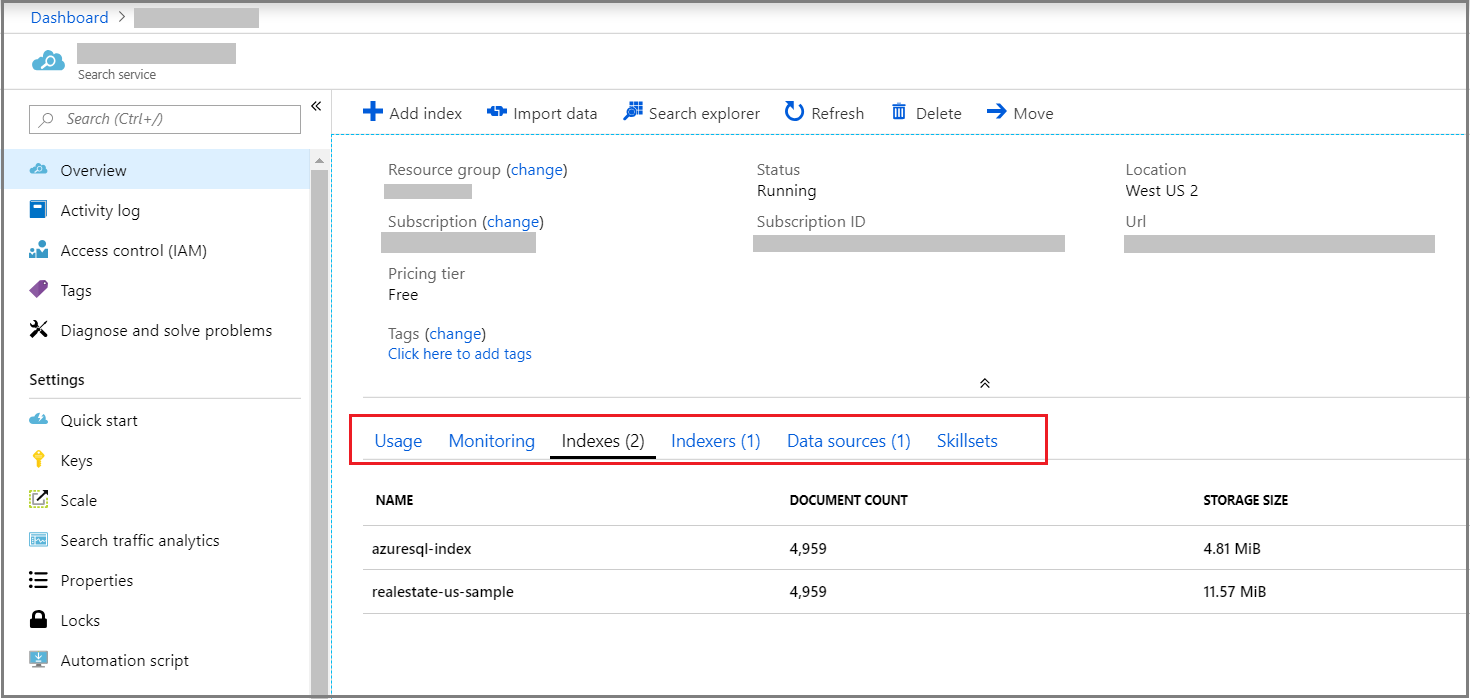 Dashboard >
Search service
Search (Ctrl+/)
«
Overview
Activity log
Access control (IAM)
Tags
Diagnose and solve problems
Settings
Quick start
Keys
Scale
Search traffic analytics
Properties
Locks
Automation script
Add index Import data Search explorer Refresh Delete Move
Resource group (change) Status Location
Running West US 2
Subscription (change) Subscription ID Url
Pricing tier
Free
Tags (change)
Click here to add tags
Usage Monitoring Indexes (2) Indexers (1) Data sources (1) Skillsets
NAME DOCUMENT COUNT STORAGE SIZE
azuresql-index 4,959 4.81 MiB
realestate-us-sample 4,959 11.57 MiB